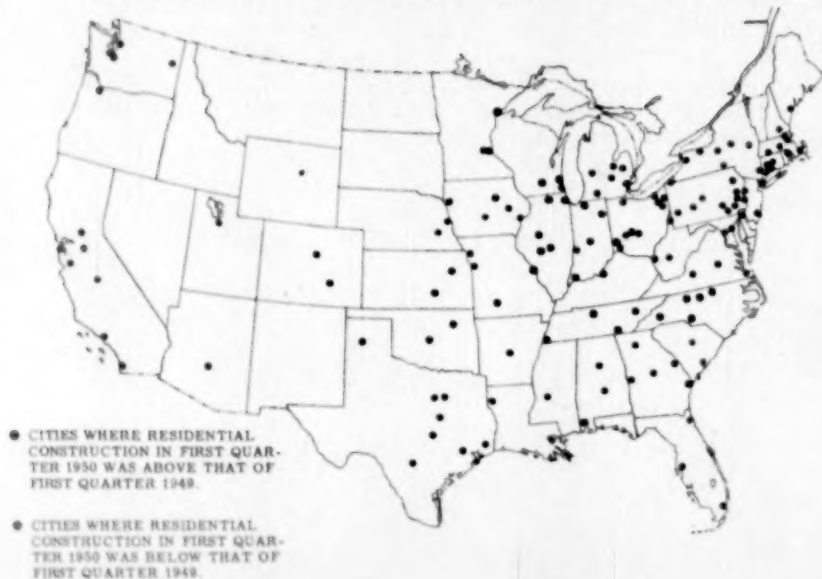 CITIES WHERE RESIDENTIAL
CONSTRUCTION IN FIRST QUAR-
TER 1950 WAS ABOVE THAT OF
FIRST QUARTER 1949.
CITIES WHERE RESIDENTIAL
CONSTRUCTION IN FIRST QUAR-
TER 1950 WAS BELOW THAT OF
FIRST QUARTER 1949.